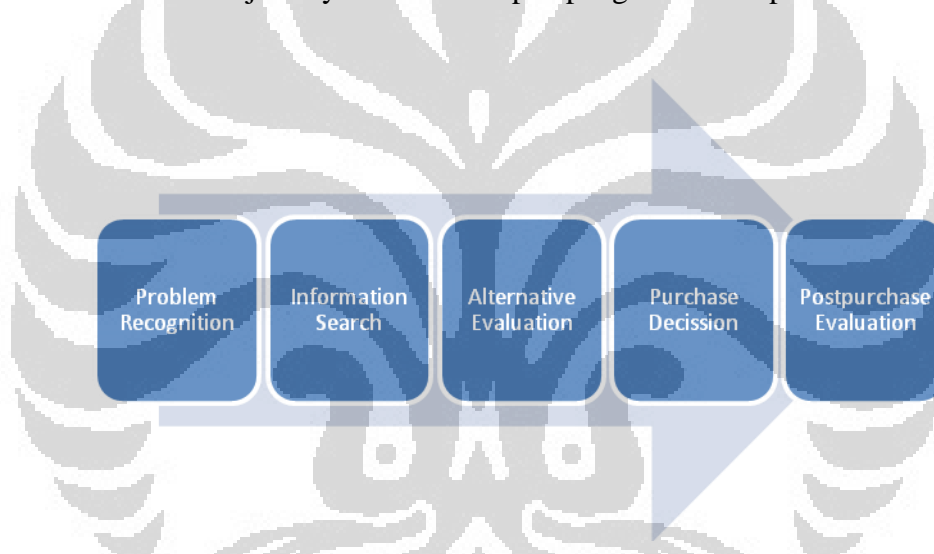 Problem
Recognition
Information
Search
Alternative
Evaluation
Purchase
Decission
Postpurchase
Evaluation